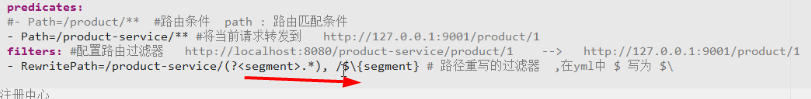 predicates:
#- Path=/product/** #路由条件 path : 路由匹配条件
- Path=/product-service/** #将当前请求转发到 http://127.0.0.1:9001/product/1
filters: #配置路由过滤器 http://localhost:8080/product-service/product/1 --> http://127.0.0.1:9001/product/1
- RewritePath=/product-service/(?<segment>.*), /$\{segment} # 路径重写的过滤器 ,在yml中 $ 写为 $\
注册中心